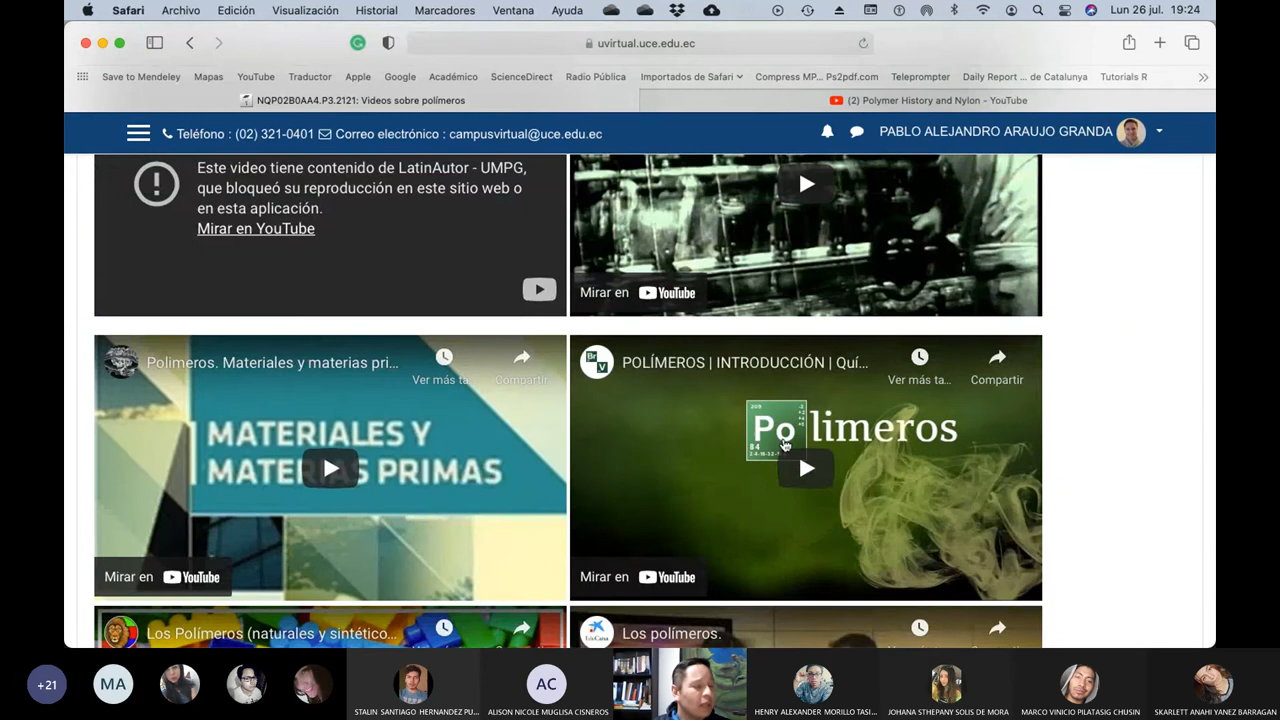 Safari Archivo Edición Visualización Historial Marcadores Ventana Ayuda Lun 26 jul. 19:24
uvirtual.uce.edu.ec
Save to Mendeley Mapas YouTube Traductor Apple Google Académico ScienceDirect Radio Pública Importados de Safari Compress MP... Ps2pdf.com Teleprompter Daily Report ... de Catalunya Tutorials R
NQP02B0AA4.P3.2121: Videos sobre polímeros
(2) Polymer History and Nylon - YouTube
Teléfono : (02) 321-0401 Correo electrónico : campusvirtual@uce.edu.ec
PABLO ALEJANDRO ARAUJO GRANDA
Este video tiene contenido de LatinAutor - UMPG,
que bloqueó su reproducción en este sitio web o
en esta aplicación.
Mirar en YouTube
Mirar en YouTube
Polimeros. Materiales y materias pri...
Ver más ta...
Compartir
MATERIALES Y
MATERIAS PRIMAS
Mirar en YouTube
Br
V
POLÍMEROS | INTRODUCCIÓN | Quí...
Ver más ta...
Compartir
209
84
Polimeros
Mirar en YouTube
Los Polímeros (naturales y sintético...
Los polímeros.
+21
MA
STALIN SANTIAGO HERNANDEZ PU...
AC
ALISON NICOLE MUGLISA CISNEROS
HENRY ALEXANDER MORILLO TASI...
JOHANA STHEPANY SOLIS DE MORA
MARCO VINICIO PILATASIG CHUSIN
SKARLETT ANAHI YANEZ BARRAGAN